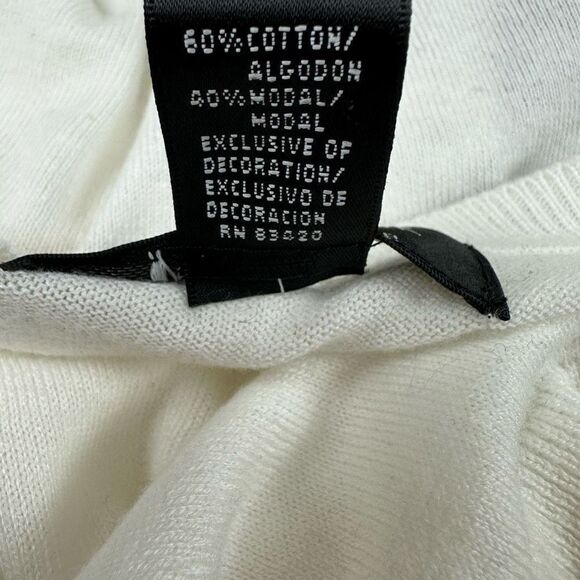 60% COTTON/
ALGODON
40% MODAL/
MODAL
EXCLUSIVE OF
DECORATION/
EXCLUSIVO DE
DECORACION
RN 83420